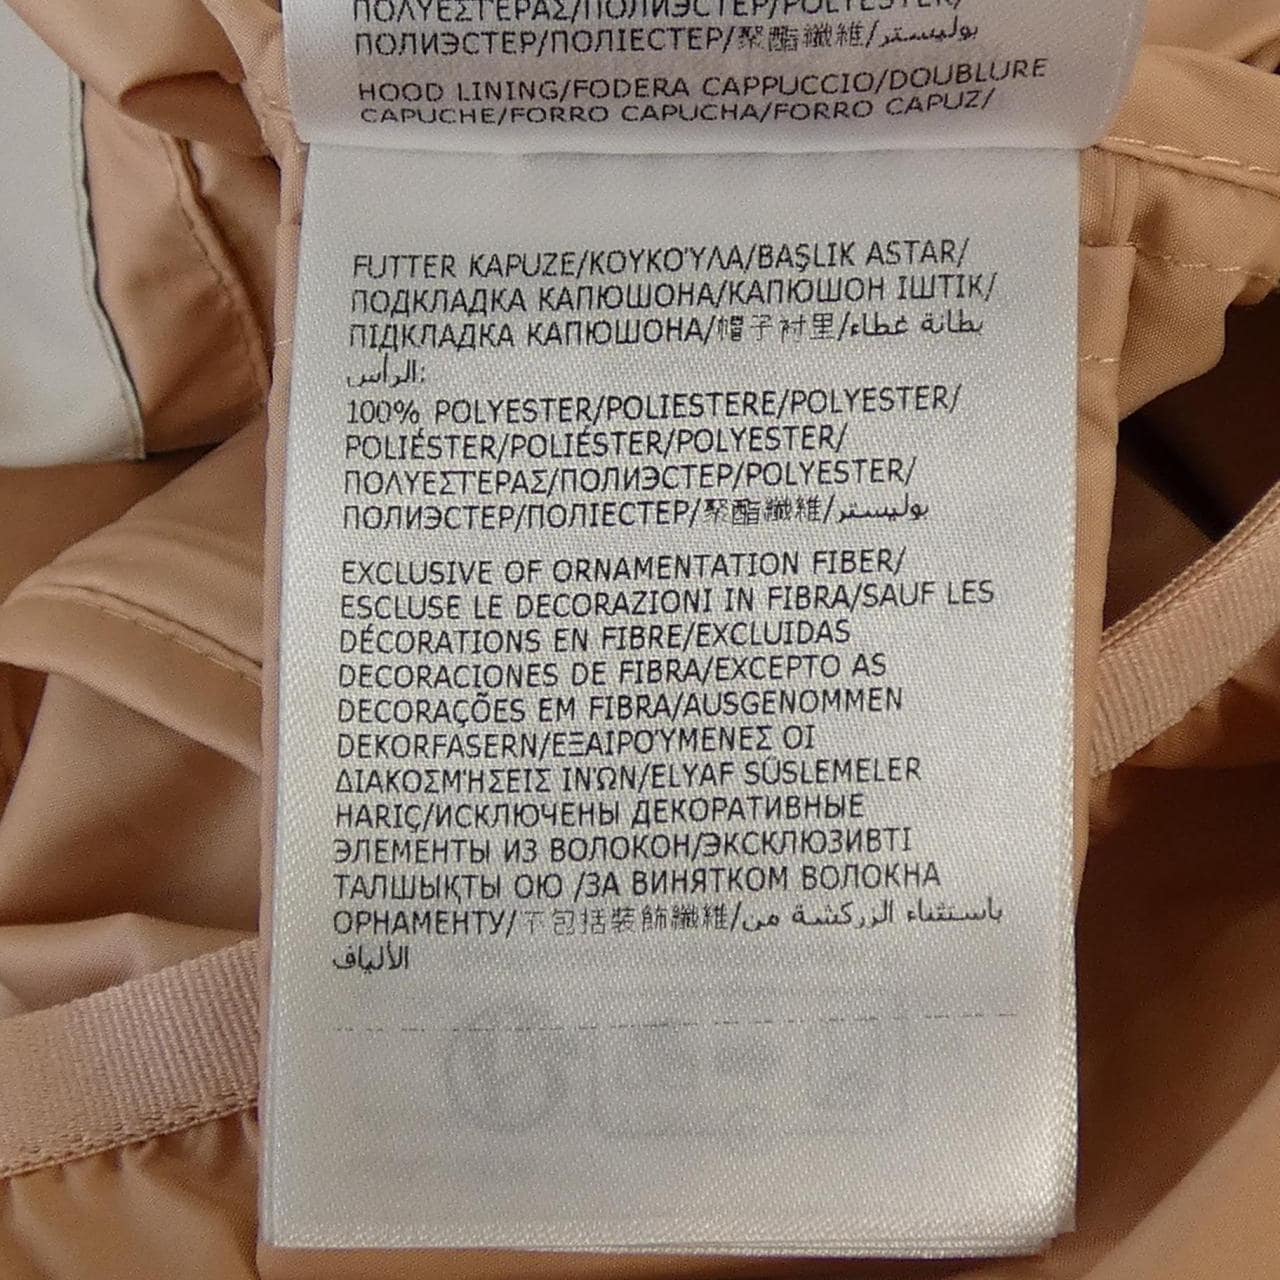 ΠΟΛΥΕΣΤΈΡΑΣ/ПОЛИЭСТЕР/POLYESTER/
ПОЛИЭСТЕР/ПОЛІЕСТЕР/聚酯纖維/بوليستر
HOOD LINING/FODERA CAPPUCCIO/DOUBLURE
CAPUCHE/FORRO CAPUCHA/FORRO CAPUZ/
FUTTER KAPUZE/ΚΟΥΚΟΎΛΑ/BAŞLIK ASTAR/
ПОДКЛАДКА КАПЮШОНА/КАПЮШОН ІШТІК/
ПІДКЛАДКА КАПЮШОНА/帽子衬里/بطانة غطاء
الرأس:
100% POLYESTER/POLIESTERE/POLYESTER/
POLIÉSTER/POLIÉSTER/POLYESTER/
ΠΟΛΥΕΣΤΈΡΑΣ/ПОЛИЭСТЕР/POLYESTER/
ПОЛИЭСТЕР/ПОЛІЕСТЕР/聚酯纖維/بوليستر
EXCLUSIVE OF ORNAMENTATION FIBER/
ESCLUSE LE DECORAZIONI IN FIBRA/SAUF LES
DÉCORATIONS EN FIBRE/EXCLUIDAS
DECORACIONES DE FIBRA/EXCEPTO AS
DECORAÇÕES EM FIBRA/AUSGENOMMEN
DEKORFASERN/ΕΞΑΙΡΟΎΜΕΝΕΣ ΟΙ
ΔΙΑΚΟΣΜΉΣΕΙΣ ΙΝΏΝ/ELYAF SÜSLEMELER
HARİÇ/ИСКЛЮЧЕНЫ ДЕКОРАТИВНЫЕ
ЭЛЕМЕНТЫ ИЗ ВОЛОКОН/ЭКСКЛЮЗИВТІ
ТАЛШЫҚТЫ ОЮ /ЗА ВИНЯТКОМ ВОЛОКНА
ОРНАМЕНТУ/不包括裝飾纖維/باستثناء الزركشة من
الألياف